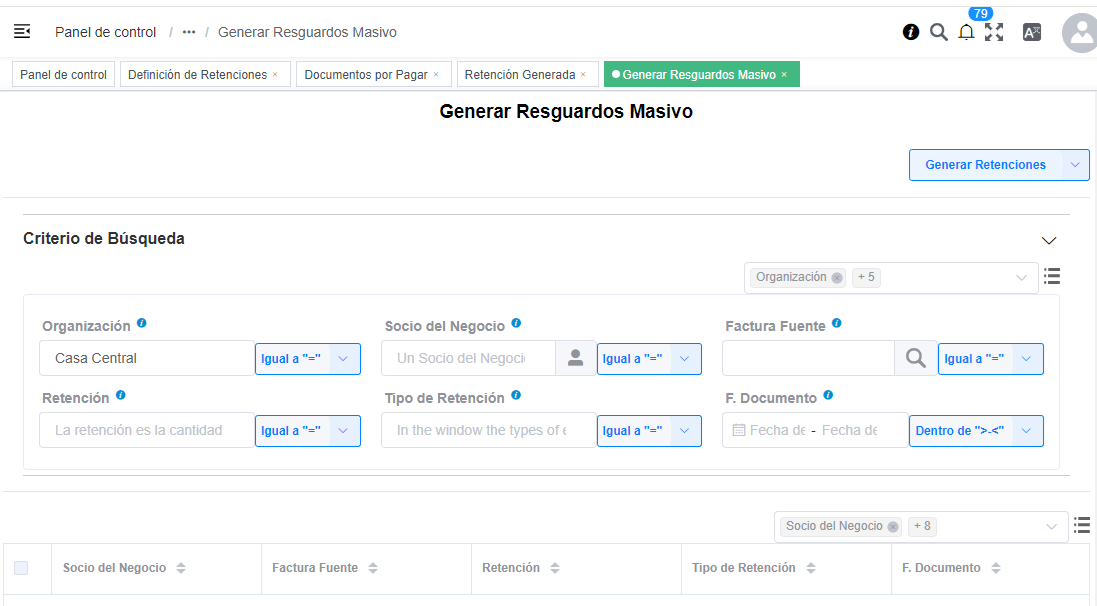 Panel de control / ••• / Generar Resguardos Masivo
79
Panel de control
Definición de Retenciones ×
Documentos por Pagar ×
Retención Generada ×
Generar Resguardos Masivo ×
Generar Resguardos Masivo
Generar Retenciones
Criterio de Búsqueda
Organización + 5
Organización
Socio del Negocio
Factura Fuente
Casa Central Igual a "="
Un Socio del Negoci Igual a "="
Igual a "="
Retención
Tipo de Retención
F. Documento
La retención es la cantidad Igual a "="
In the window the types of e Igual a "="
Fecha de - Fecha de Dentro de ">-<"
Socio del Negocio + 8
Socio del Negocio Factura Fuente Retención Tipo de Retención F. Documento